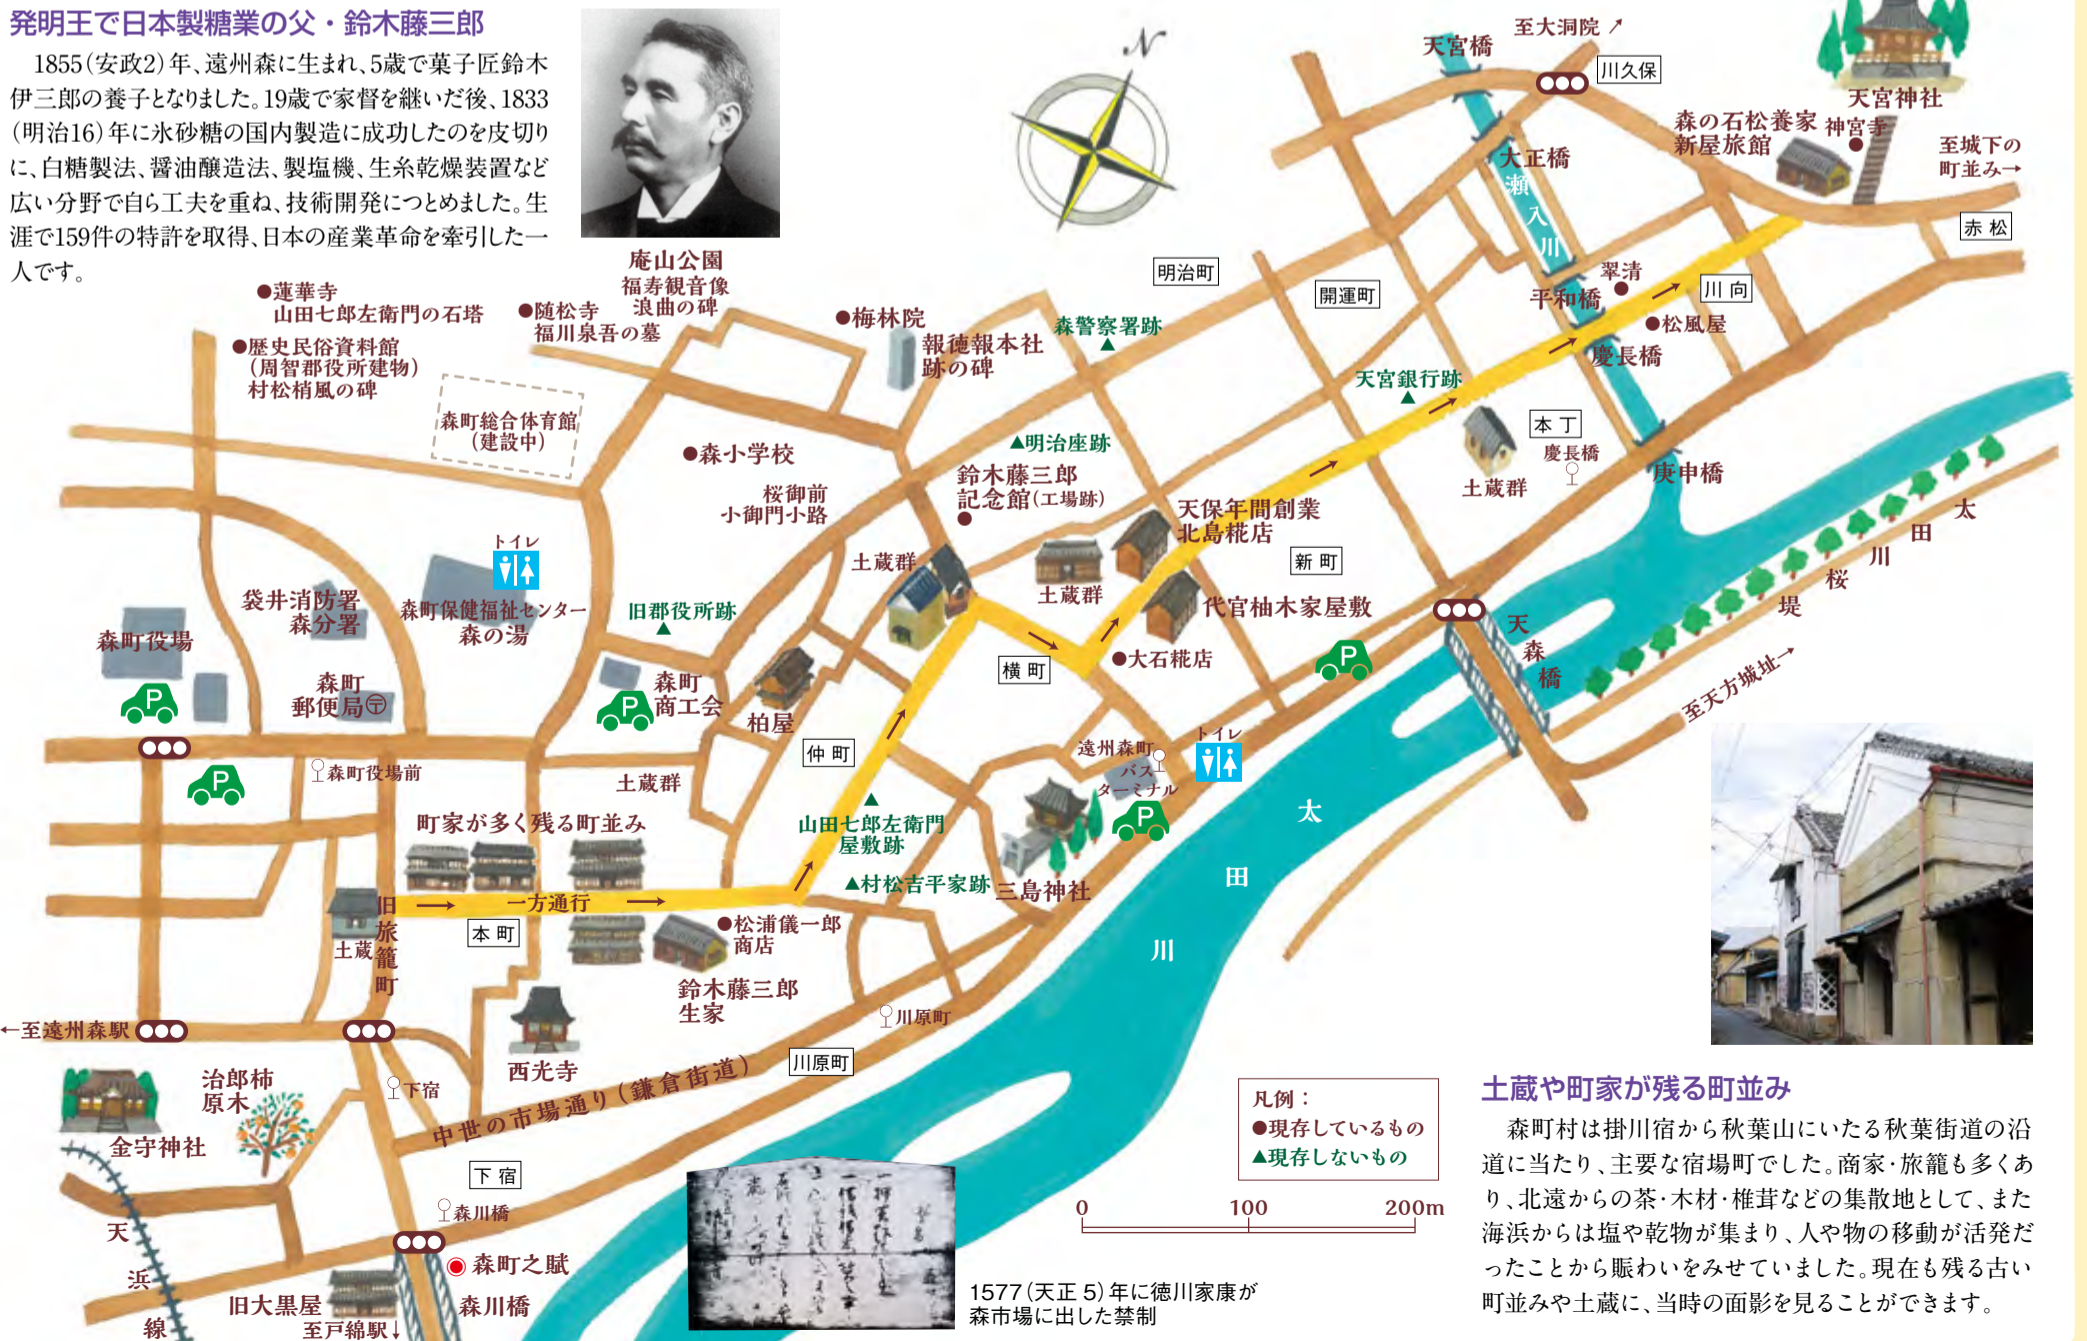 発明王で日本製糖業の父・鈴木藤三郎
1855(安政2)年、遠州森に生まれ、5歳で菓子匠鈴木
伊三郎の養子となりました。19歳で家督を継いだ後、1833
(明治16)年に氷砂糖の国内製造に成功したのを皮切り
に、白糖製法、醤油醸造法、製塩機、生糸乾燥装置など
広い分野で自ら工夫を重ね、技術開発につとめました。生
涯で159件の特許を取得、日本の産業革命を牽引した一
人です。
N
至大洞院↗
天宮橋
川久保
天宮神社
森の石松養家
新屋旅館
神宮寺
至城下の
町並み→
赤松
大正橋
瀬入川
明治町
開運町
翠清
平和橋
川向
●松風屋
慶長橋
庵山公園
福寿観音像
浪曲の碑
●蓮華寺
山田七郎左衛門の石塔
●随松寺
福川泉吾の墓
●歴史民俗資料館
(周智郡役所建物)
村松梢風の碑
●梅林院
報徳報本社
跡の碑
森警察署跡
▲
天宮銀行跡
▲
森町総合体育館
(建設中)
●森小学校
▲明治座跡
鈴木藤三郎
記念館(工場跡)
●
桜御前
小御門小路
本丁
慶長橋
土蔵群
庚申橋
太田川桜堤
天保年間創業
北島糀店
新町
トイレ
土蔵群
土蔵群
代官柚木家屋敷
袋井消防署
森分署
森町保健福祉センター
森の湯
旧郡役所跡
▲
森町役場
P
森町
郵便局〒
森町
商工会
P
柏屋
横町
●大石糀店
P
天森橋
至天方城址→
森町役場前
P
土蔵群
仲町
遠州森町
バス
ターミナル
P
トイレ
太田川
町家が多く残る町並み
▲
山田七郎左衛門
屋敷跡
▲村松吉平家跡
三島神社
旧旅籠町
→ 一方通行 →
土蔵
本町
●松浦儀一郎
商店
鈴木藤三郎
生家
←至遠州森駅
川原町
川原町
西光寺
下宿
中世の市場通り(鎌倉街道)
治郎柿
原木
金守神社
下宿
森川橋
天浜線
森町之賦
旧大黒屋
森川橋
至戸綿駅↓
凡例:
●現存しているもの
▲現存しないもの
0 100 200m
1577(天正5)年に徳川家康が
森市場に出した禁制
土蔵や町家が残る町並み
森町村は掛川宿から秋葉山にいたる秋葉街道の沿
道に当たり、主要な宿場町でした。商家・旅籠も多くあ
り、北遠からの茶・木材・椎茸などの集散地として、また
海浜からは塩や乾物が集まり、人や物の移動が活発だ
ったことから賑わいをみせていました。現在も残る古い
町並みや土蔵に、当時の面影を見ることができます。